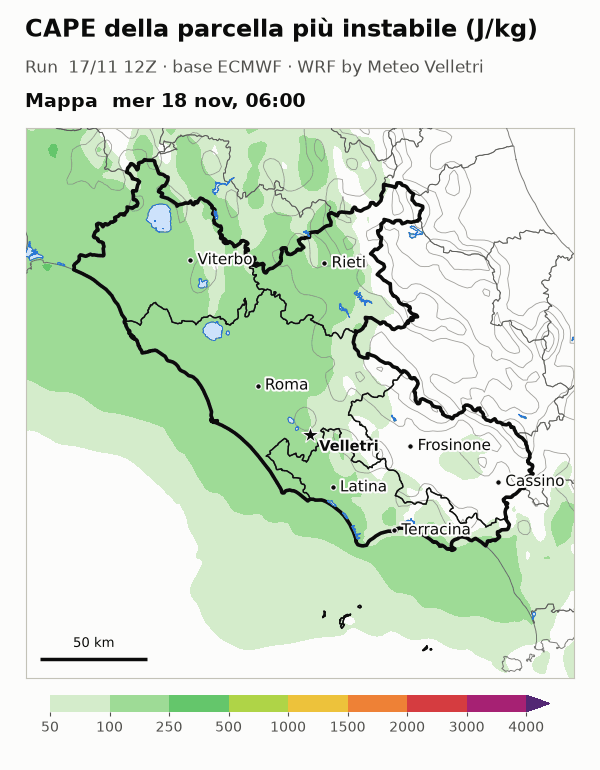 CAPE della parcella più instabile (J/kg)
Run  17/11 12Z · base ECMWF · WRF by Meteo Velletri
Mappa  mer 18 nov, 06:00
Viterbo
Rieti
Roma
Velletri
Frosinone
Cassino
Latina
Terracina
50 km
50 100 250 500 1000 1500 2000 3000 4000